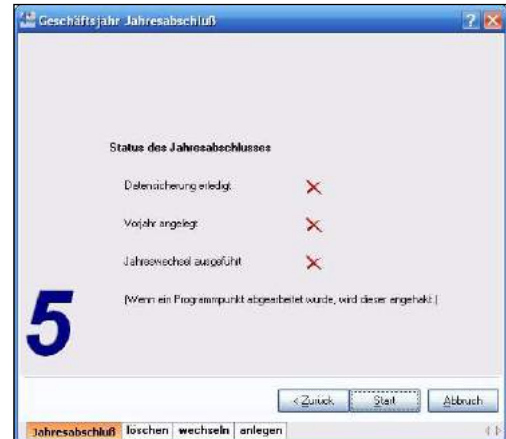 Geschäftsjahr Jahresabschluß
Status des Jahresabschlusses
Datensicherung erledigt
Vorjahr angelegt
Jahreswechsel ausgeführt
(Wenn ein Programmpunkt abgearbeitet wurde, wird dieser angehakt.)
5
< Zurück Start Abbruch
Jahresabschluß löschen wechseln anlegen